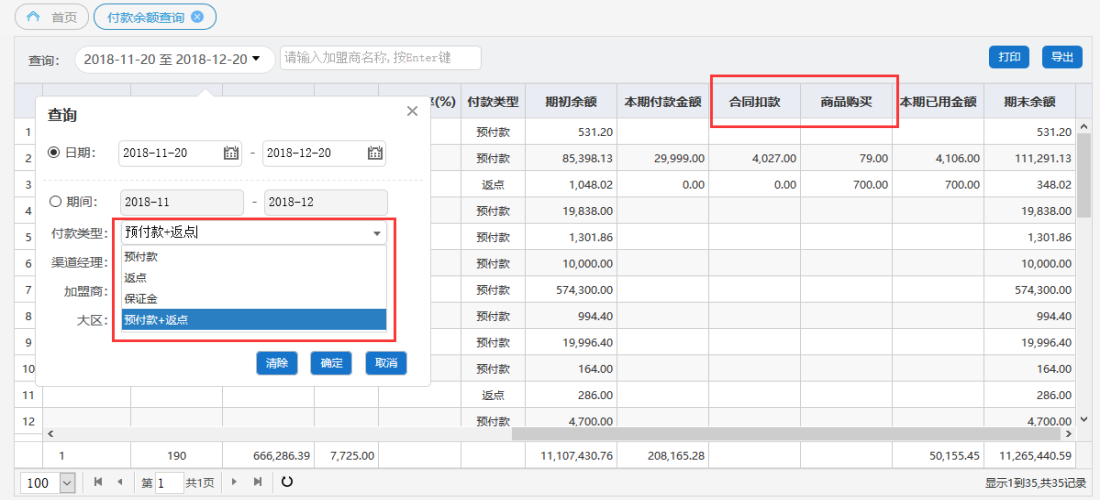 首页 付款余额查询
查询: 2018-11-20 至 2018-12-20 请输入加盟商名称,按Enter键 打印 导出
(%) 付款类型 期初余额 本期付款金额 合同扣款 商品购买 本期已用金额 期末余额
查询
1 预付款 531.20 531.20
日期: 2018-11-20 - 2018-12-20
2 预付款 85,398.13 29,999.00 4,027.00 79.00 4,106.00 111,291.13
3 返点 1,048.02 0.00 0.00 700.00 700.00 348.02
期间: 2018-11 - 2018-12
4 预付款 19,838.00 19,838.00
付款类型: 预付款+返点
5 预付款 1,301.86 1,301.86
渠道经理: 预付款
6 预付款 10,000.00 10,000.00
返点
加盟商: 保证金
7 预付款 574,300.00 574,300.00
大区: 预付款+返点
8 预付款 994.40 994.40
9 预付款 19,996.40 19,996.40
清除 确定 取消
10 预付款 164.00 164.00
11 返点 286.00 286.00
12 预付款 4,700.00 4,700.00
1 190 666,286.39 7,725.00 11,107,430.76 208,165.28 50,155.45 11,265,440.59
100 第 1 共1页 显示1到35,共35记录